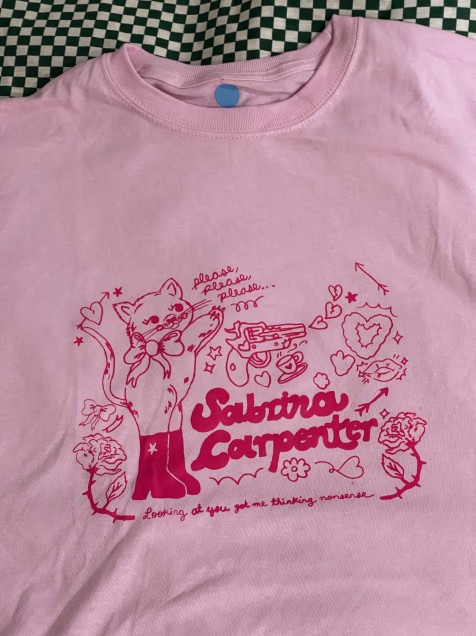 please,
please,
please...
Sabrina
Carpenter
Looking at you got me thinking nonsense